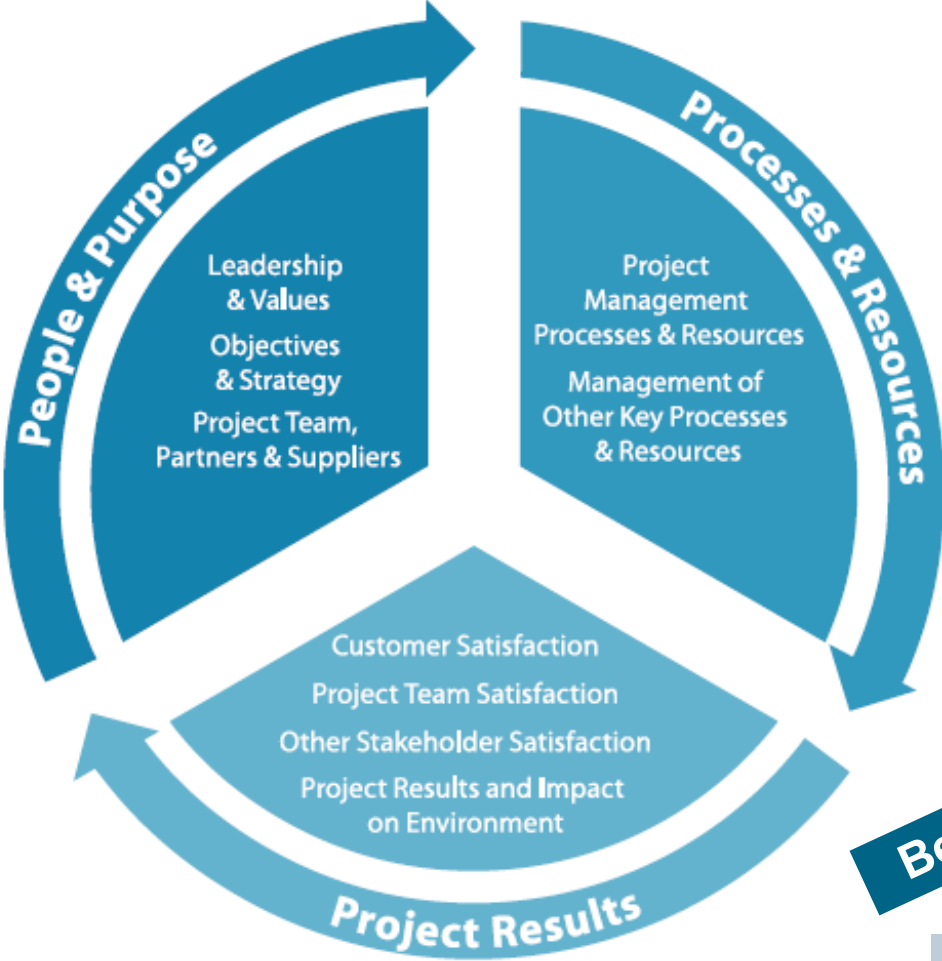 People & Purpose
Leadership
& Values
Objectives
& Strategy
Project Team,
Partners & Suppliers
Processes & Resources
Project
Management
Processes & Resources
Management of
Other Key Processes
& Resources
Customer Satisfaction
Project Team Satisfaction
Other Stakeholder Satisfaction
Project Results and Impact
on Environment
Project Results